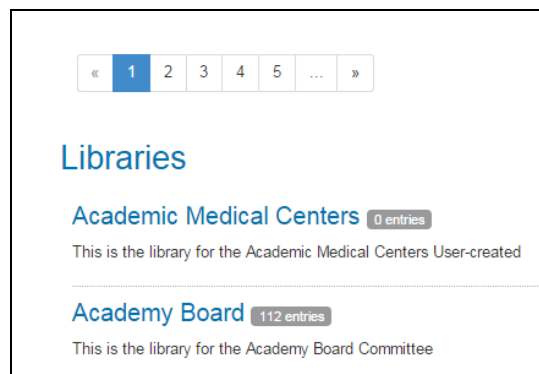 « 1 2 3 4 5 ... »
Libraries
Academic Medical Centers 0 entries
This is the library for the Academic Medical Centers User-created
Academy Board 112 entries
This is the library for the Academy Board Committee